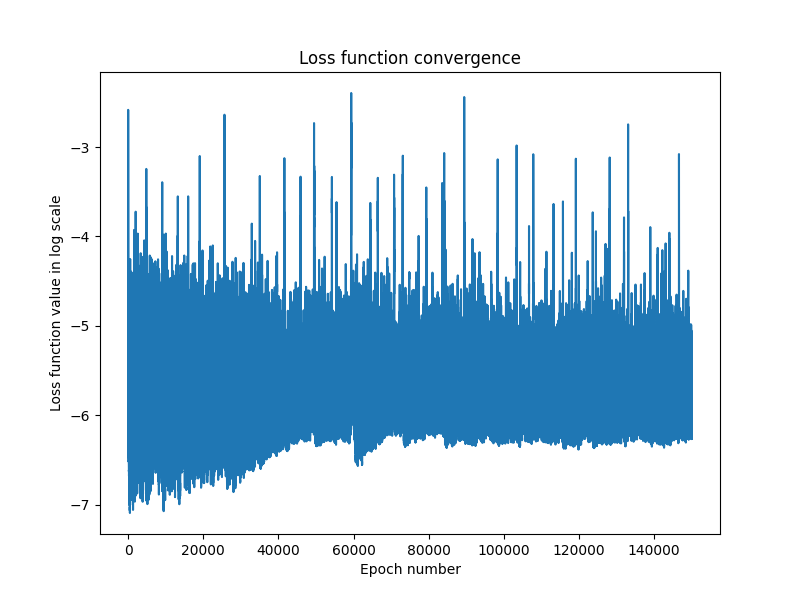 Loss function convergence
Loss function value in log scale
−3
−4
−5
−6
−7
0 20000 40000 60000 80000 100000 120000 140000
Epoch number